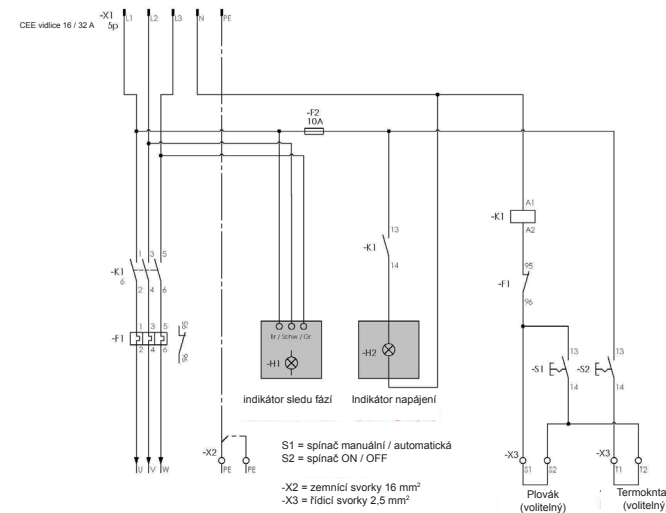 -X1
CEE vidlice 16 / 32 A
5p
L1 L2 L3 N PE
-F2
10A
A1
-K1
A2
13
-K1
14
1 3 5
-K1
6
2 4 6
95
-F1
96
1 3 5
-F1
2 4 6
95
96
Br / Schw / Gr
-H1
-H2
13
-S1
14
13
-S2
14
indikátor sledu fází
Indikátor napájení
S1 = spínač manuální / automatická
S2 = spínač ON / OFF
-X2
PE PE
U V W
-X2 = zemnící svorky 16 mm²
-X3 = řídicí svorky 2,5 mm²
-X3
S1 S2
-X3
T1 T2
Plovák
(volitelný)
Termoknta
(volitelný)